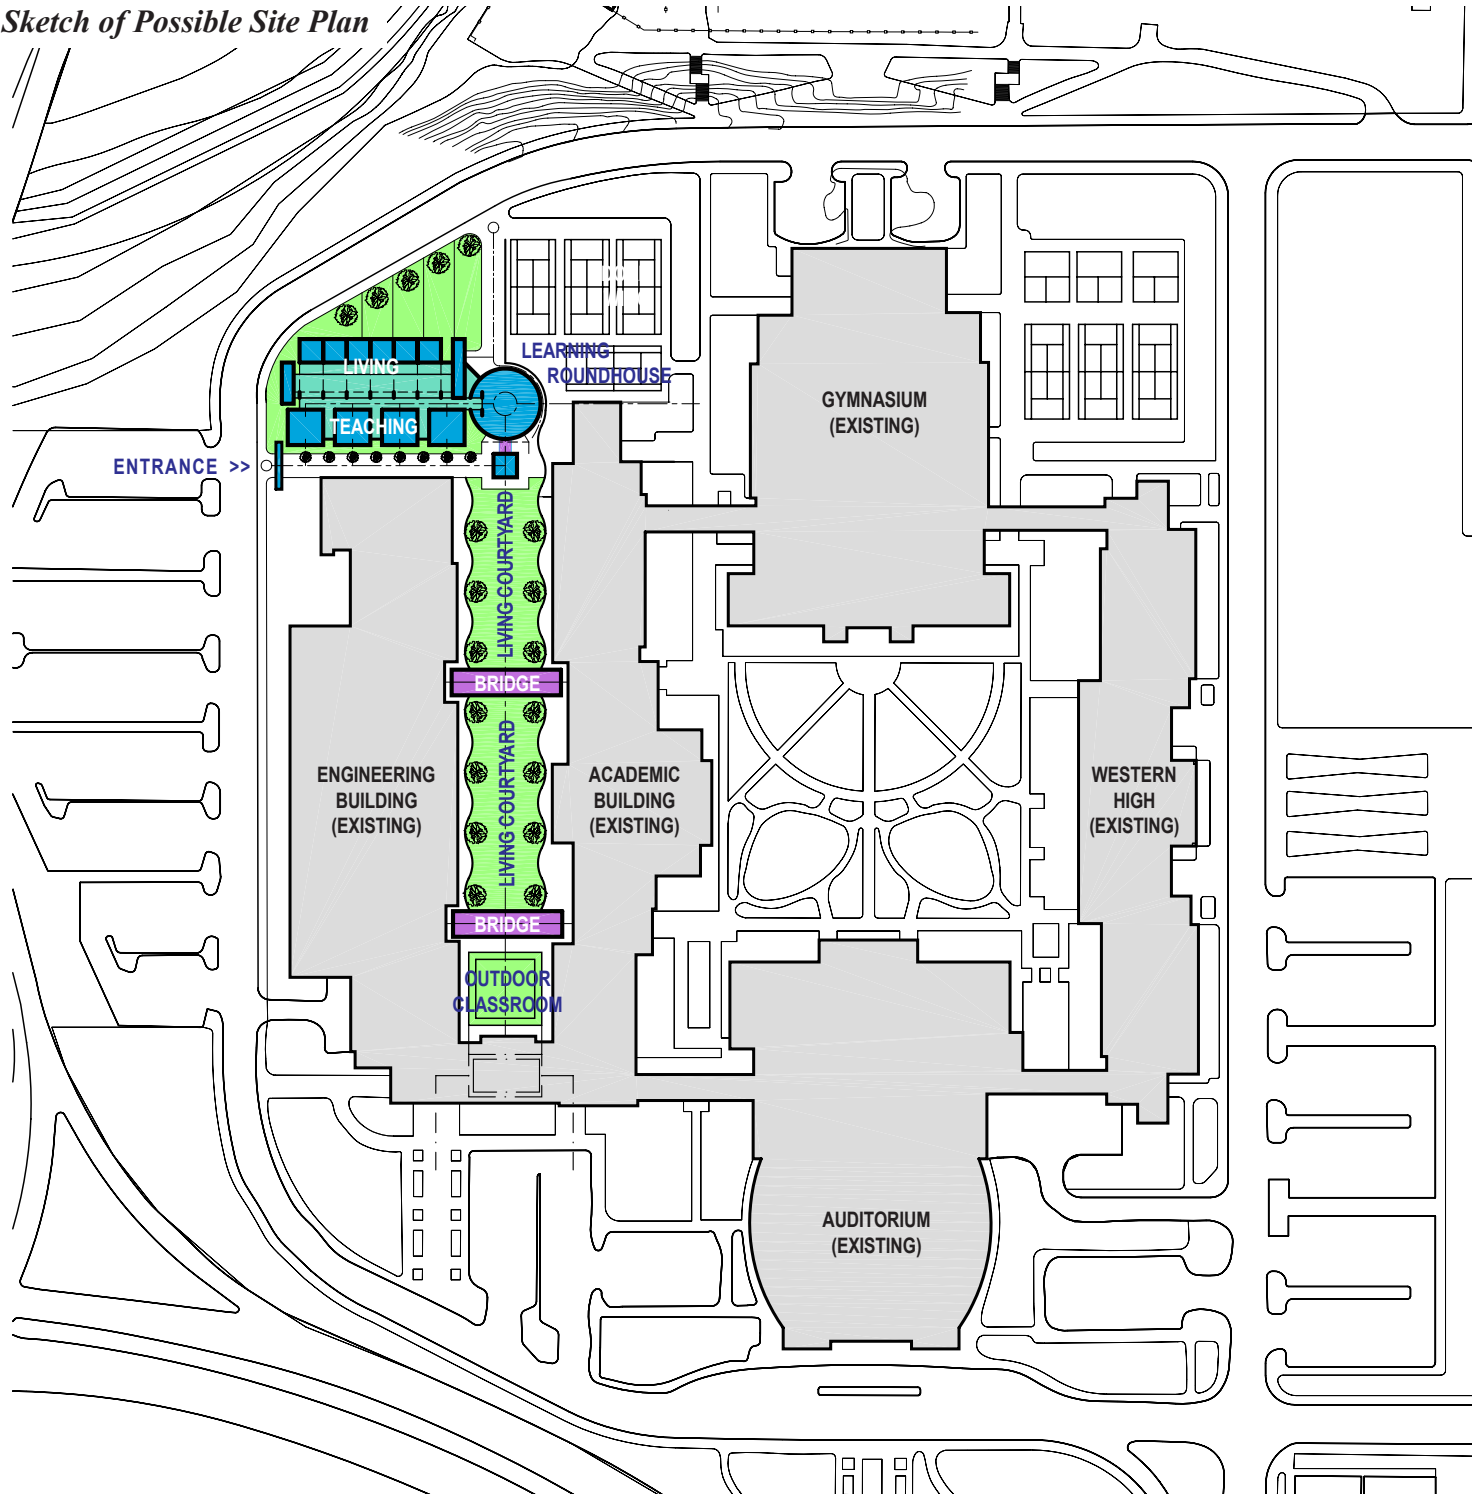 Sketch of Possible Site Plan
LEARNING
ROUNDHOUSE
LIVING
TEACHING
ENTRANCE >>
GYMNASIUM
(EXISTING)
LIVING COURTYARD
BRIDGE
ENGINEERING
BUILDING
(EXISTING)
LIVING COURTYARD
ACADEMIC
BUILDING
(EXISTING)
WESTERN
HIGH
(EXISTING)
BRIDGE
OUTDOOR
CLASSROOM
AUDITORIUM
(EXISTING)